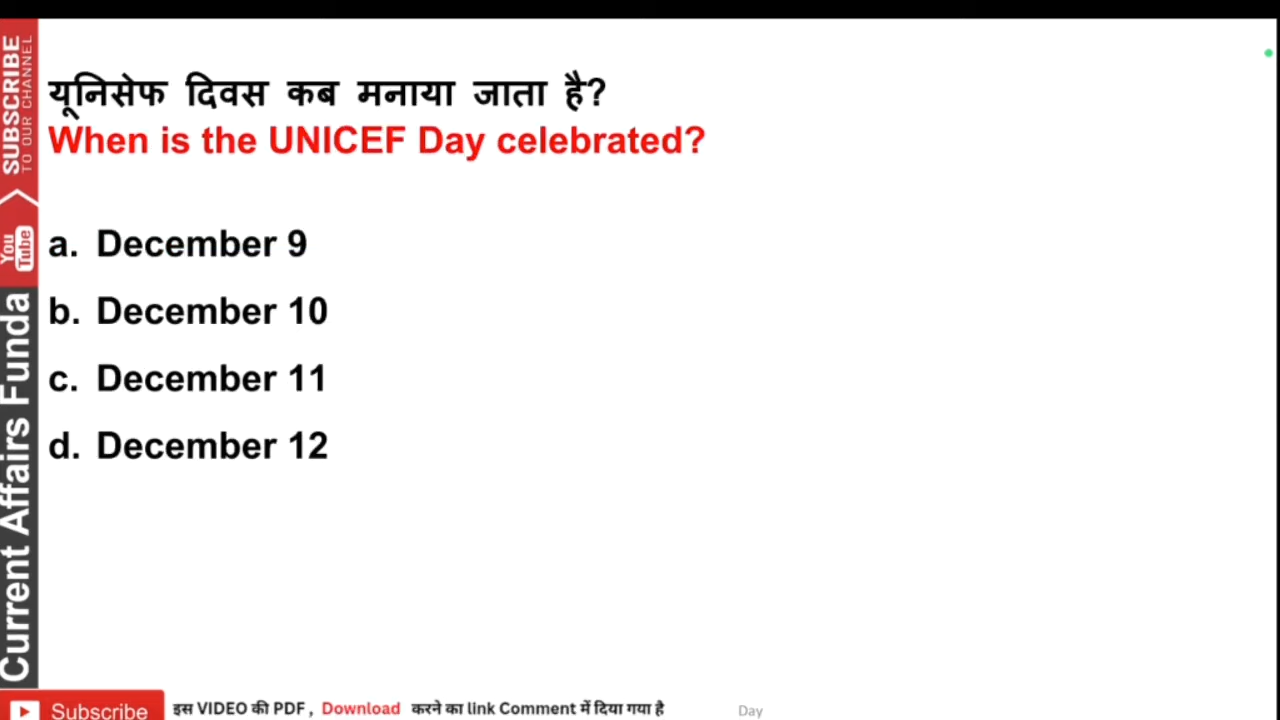 यूनिसेफ दिवस कब मनाया जाता है?
When is the UNICEF Day celebrated?
a. December 9
b. December 10
c. December 11
d. December 12
SUBSCRIBE
TO OUR CHANNEL
You
Tube
Current Affairs Funda
Subscribe
इस VIDEO की PDF , Download करने का link Comment में दिया गया है
Day